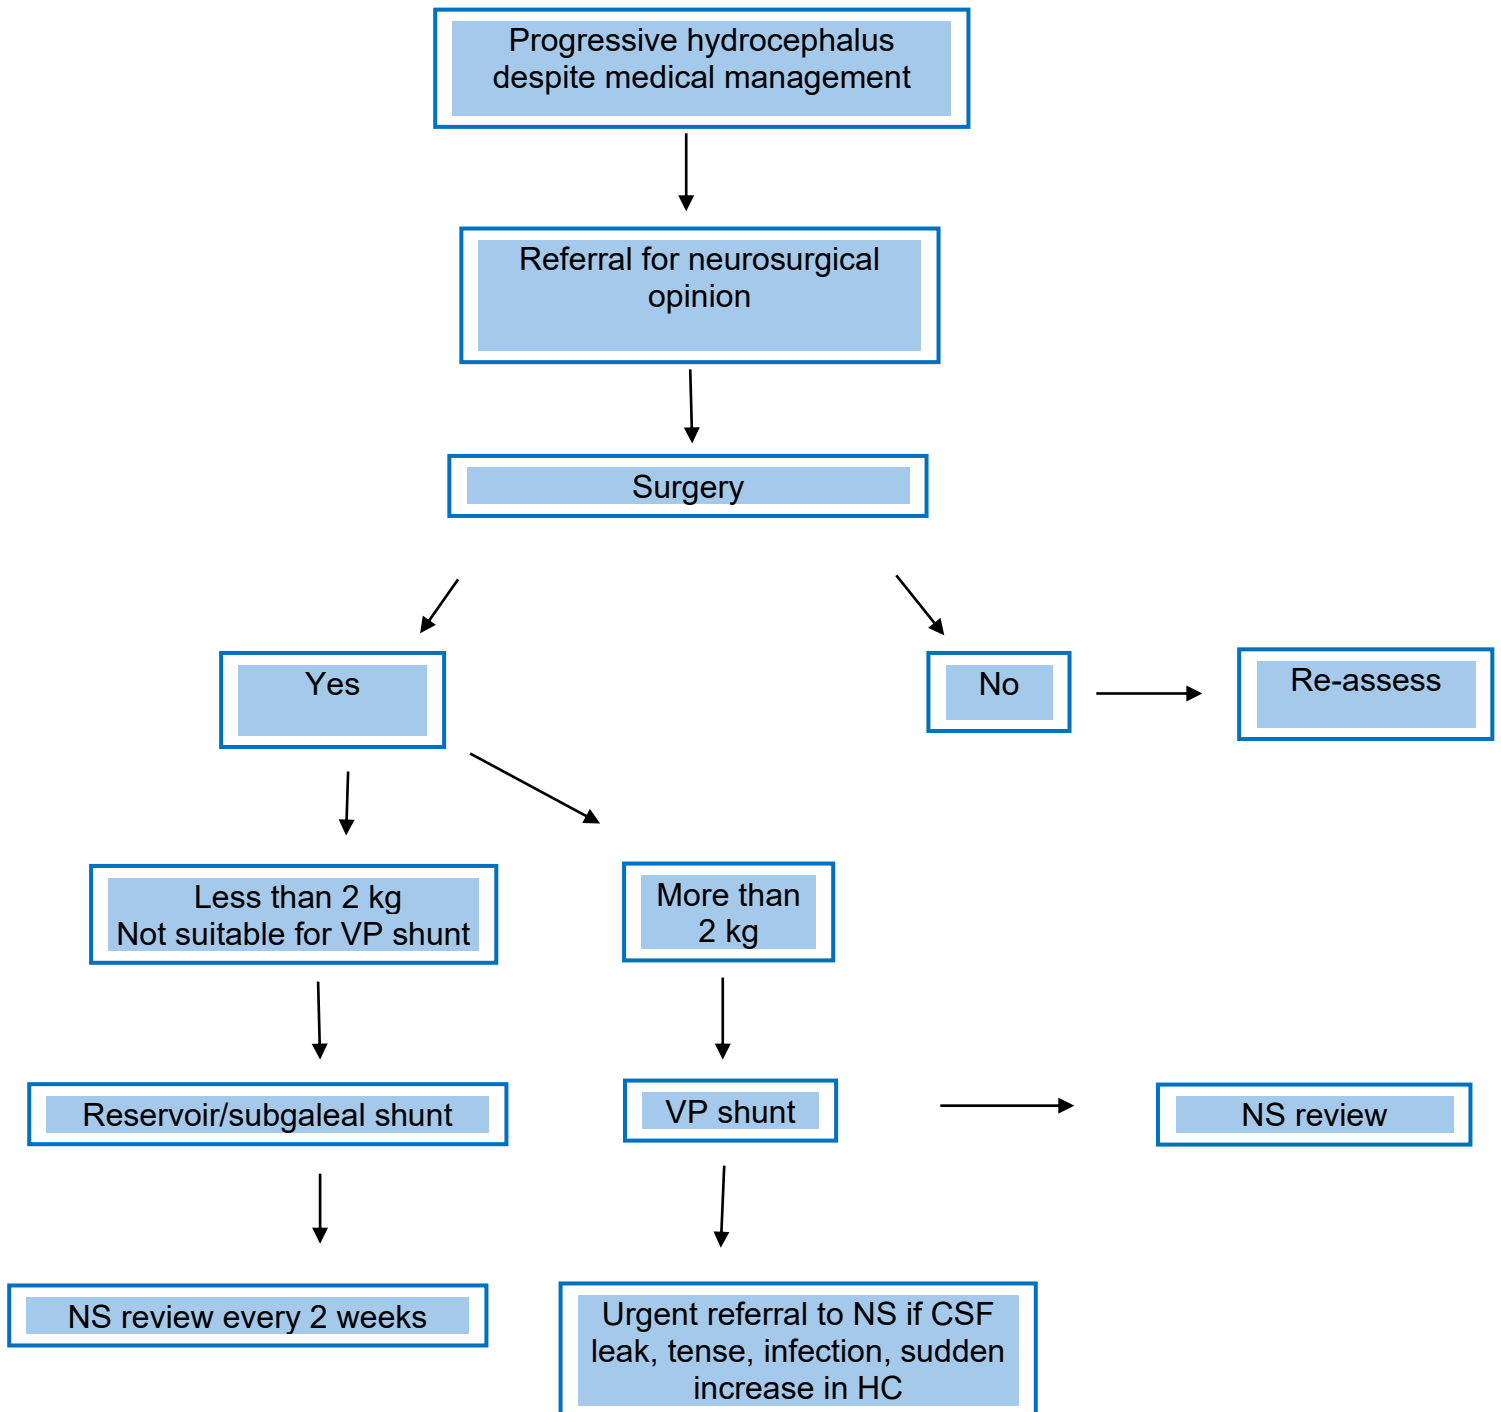 Progressive hydrocephalus
despite medical management
Referral for neurosurgical
opinion
Surgery
Yes
No
Re-assess
Less than 2 kg
Not suitable for VP shunt
More than
2 kg
Reservoir/subgaleal shunt
VP shunt
NS review
NS review every 2 weeks
Urgent referral to NS if CSF
leak, tense, infection, sudden
increase in HC